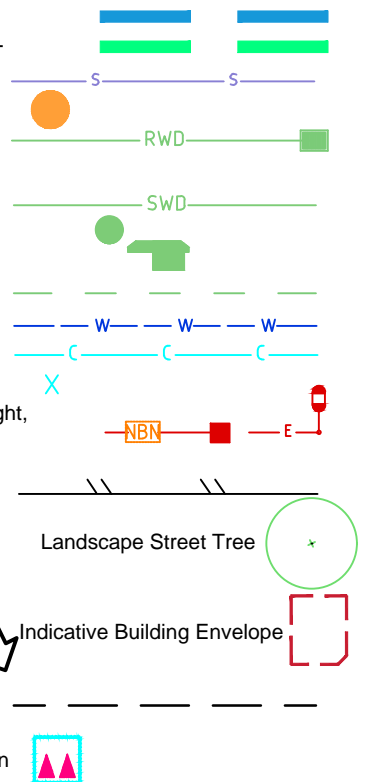 S S
RWD
SWD
W W W
C C C
ght,
NBN E
Landscape Street Tree
Indicative Building Envelope
n